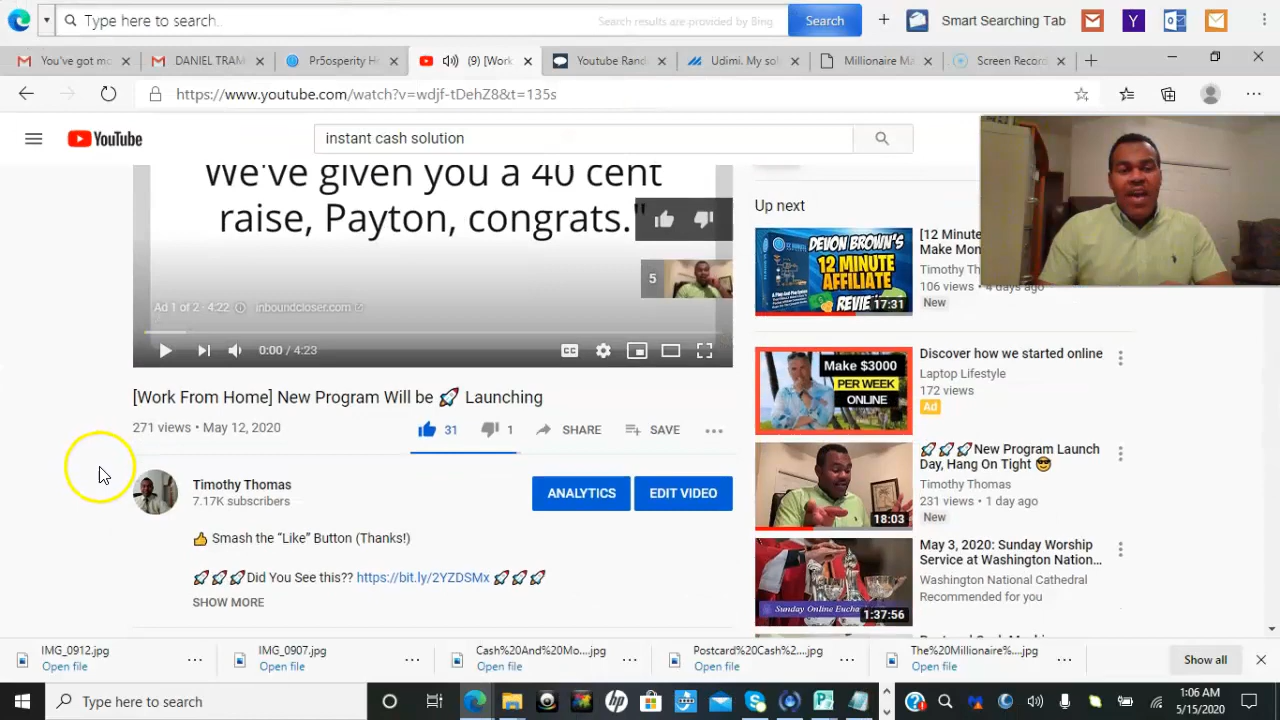 Type here to search.
Search results are provided by Bing
Search
Smart Searching Tab
You've got mo
DANIEL TRAM
Pr5osperity H
(9) [Work
Youtube Rand
Udimi. My sol
Millionaire Ma
Screen Recor
https://www.youtube.com/watch?v=wdjf-tDehZ8&t=135s
YouTube
instant cash solution
We've given you a 40 cent
raise, Payton, congrats."
5
Ad 1 of 2 · 4:22
inboundcloser.com
0:00 / 4:23
CC
[Work From Home] New Program Will be 🚀 Launching
271 views • May 12, 2020
31
1
SHARE
SAVE
Timothy Thomas
7.17K subscribers
ANALYTICS
EDIT VIDEO
👍 Smash the “Like” Button (Thanks!)
🚀🚀🚀Did You See this?? https://bit.ly/2YZDSMx 🚀🚀🚀
SHOW MORE
Up next
DEVON BROWN'S
12 MINUTE
AFFILIATE
REVIEW
17:31
[12 Minute
Make Mon
Timothy Th
106 views • 4 days ago
New
Make $3000
PER WEEK
ONLINE
Discover how we started online
Laptop Lifestyle
172 views
Ad
18:03
🚀🚀🚀New Program Launch
Day, Hang On Tight 😎
Timothy Thomas
231 views • 1 day ago
New
Sunday Online Eucha
1:37:56
May 3, 2020: Sunday Worship
Service at Washington Nation...
Washington National Cathedral
Recommended for you
IMG_0912.jpg
Open file
IMG_0907.jpg
Open file
Cash%20And%20Mo....jpg
Open file
Postcard%20Cash%2....jpg
Open file
The%20Millionaire%....jpg
Open file
Show all
Type here to search
1:06 AM
5/15/2020